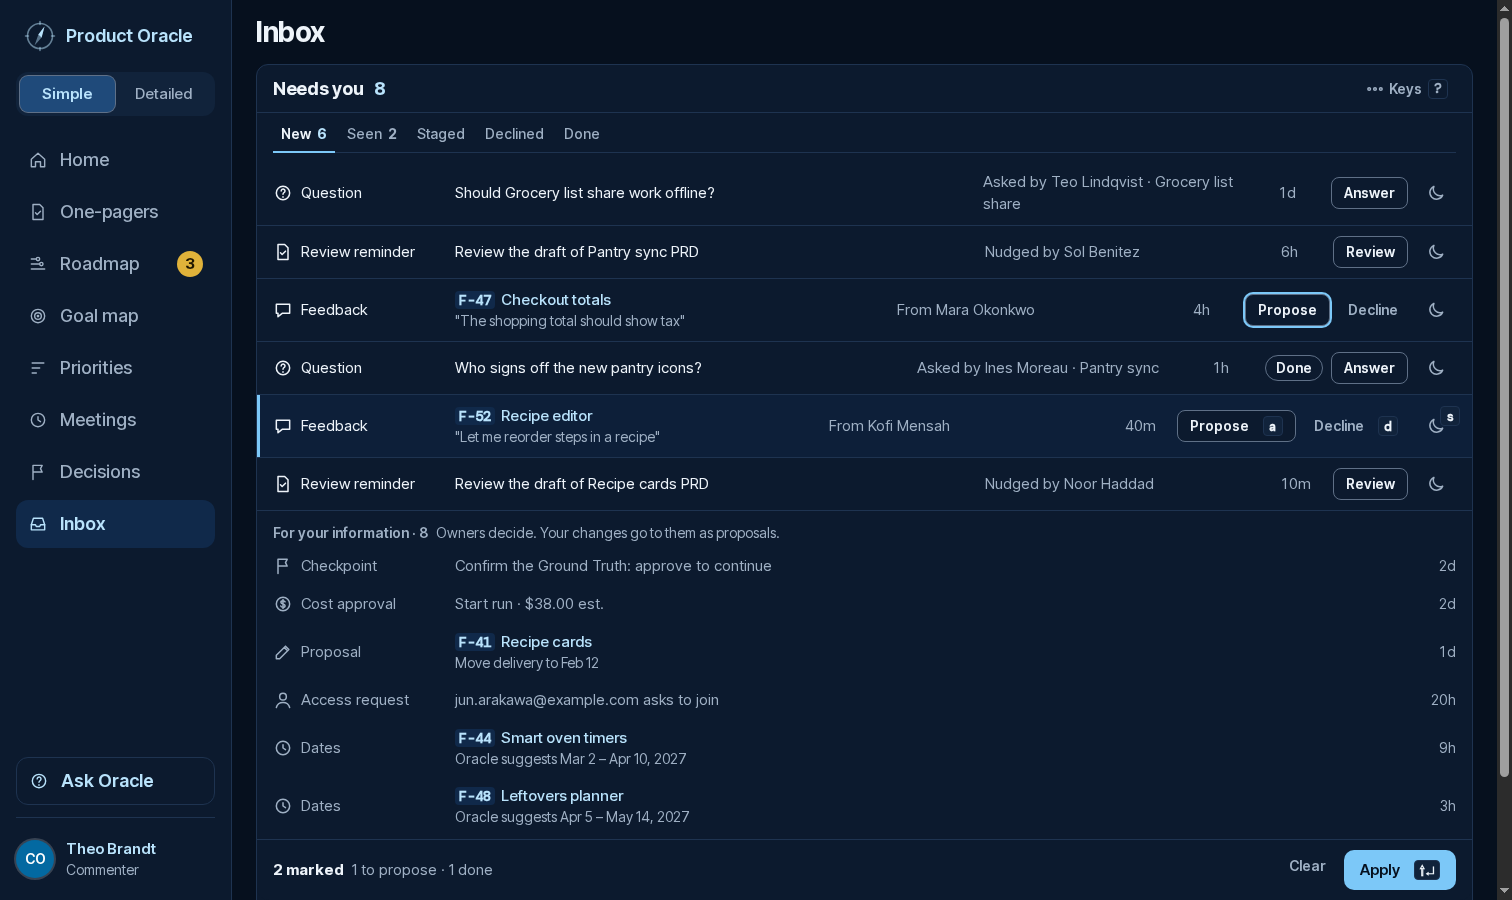 Product Oracle
Simple
Detailed
Home
One-pagers
Roadmap 3
Goal map
Priorities
Meetings
Decisions
Inbox
Ask Oracle
CO
Theo Brandt
Commenter
Inbox
Needs you 8
Keys ?
New 6 Seen 2 Staged Declined Done
Question Should Grocery list share work offline? Asked by Teo Lindqvist · Grocery list
share
1d Answer
Review reminder Review the draft of Pantry sync PRD Nudged by Sol Benitez 6h Review
Feedback F-47 Checkout totals
"The shopping total should show tax"
From Mara Okonkwo 4h Propose Decline
Question Who signs off the new pantry icons? Asked by Ines Moreau · Pantry sync 1h Done Answer
Feedback F-52 Recipe editor
"Let me reorder steps in a recipe"
From Kofi Mensah 40m Propose a Decline d s
Review reminder Review the draft of Recipe cards PRD Nudged by Noor Haddad 10m Review
For your information · 8 Owners decide. Your changes go to them as proposals.
Checkpoint Confirm the Ground Truth: approve to continue 2d
Cost approval Start run · $38.00 est. 2d
Proposal F-41 Recipe cards
Move delivery to Feb 12
1d
Access request jun.arakawa@example.com asks to join 20h
Dates F-44 Smart oven timers
Oracle suggests Mar 2 – Apr 10, 2027
9h
Dates F-48 Leftovers planner
Oracle suggests Apr 5 – May 14, 2027
3h
2 marked 1 to propose · 1 done
Clear
Apply